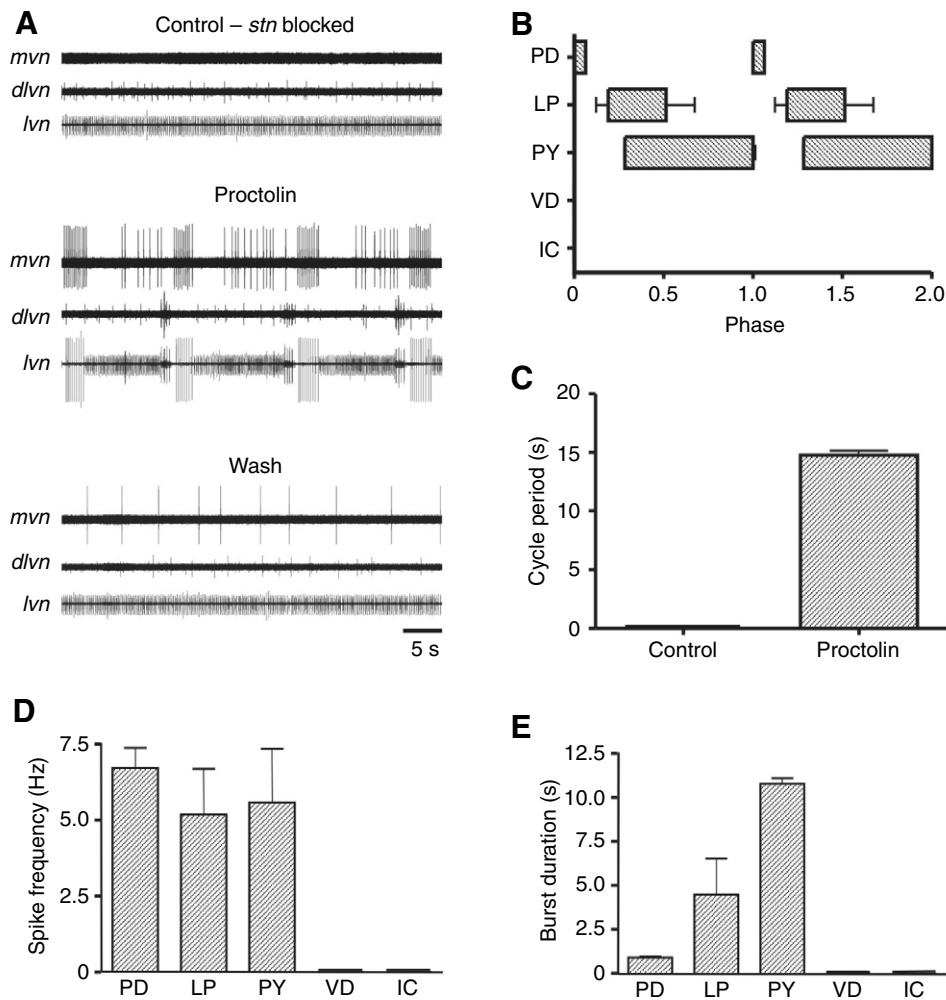 A
Control – stn blocked
mvn
dlvn
lvn
Proctolin
mvn
dlvn
lvn
Wash
mvn
dlvn
lvn
5 s
B
PD
LP
PY
VD
IC
0 0.5 1.0 1.5 2.0
Phase
C
Cycle period (s)
20
15
10
5
0
Control Proctolin
D
Spike frequency (Hz)
7.5
5.0
2.5
0
PD LP PY VD IC
E
Burst duration (s)
12.5
10.0
7.5
5.0
2.5
0
PD LP PY VD IC